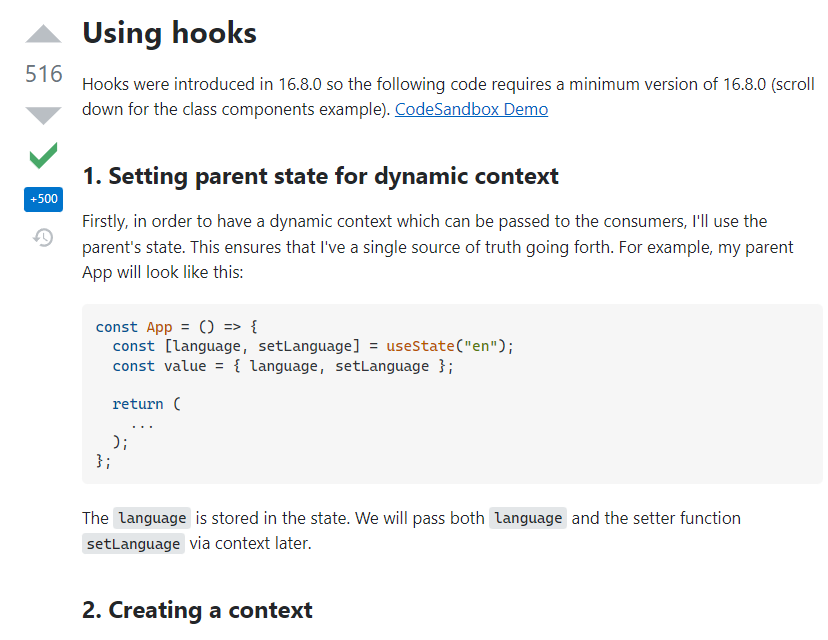 Using hooks
516
Hooks were introduced in 16.8.0 so the following code requires a minimum version of 16.8.0 (scroll
down for the class components example). CodeSandbox Demo
+500
1. Setting parent state for dynamic context
Firstly, in order to have a dynamic context which can be passed to the consumers, I'll use the
parent's state. This ensures that I've a single source of truth going forth. For example, my parent
App will look like this:
const App = () => {
  const [language, setLanguage] = useState("en");
  const value = { language, setLanguage };

  return (
    ...
  );
};
The language is stored in the state. We will pass both language and the setter function
setLanguage via context later.
2. Creating a context